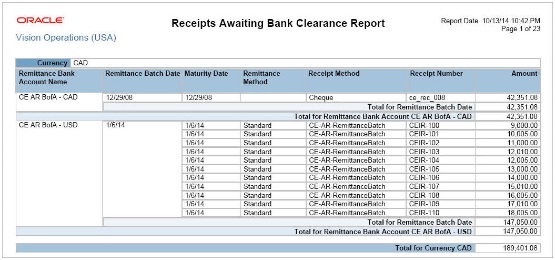 ORACLE
Receipts Awaiting Bank Clearance Report
Report Date 10/13/14 10:42 PM
Page 1 of 23
Vision Operations (USA)
Currency CAD
Remittance Bank Account Name Remittance Batch Date Maturity Date Remittance Method Receipt Method Receipt Number Amount
CE AR BofA - CAD 12/29/08 12/29/08 Cheque ce_rec_008 42,351.08
Total for Remittance Batch Date 42,351.08
Total for Remittance Bank Account CE AR BofA - CAD 42,351.08
CE AR BofA - USD 1/6/14 1/6/14 Standard CE-AR-RemittanceBatch CEIR-100 9,000.00
1/6/14 Standard CE-AR-RemittanceBatch CEIR-101 10,005.00
1/6/14 Standard CE-AR-RemittanceBatch CEIR-102 11,000.00
1/6/14 Standard CE-AR-RemittanceBatch CEIR-103 12,010.00
1/6/14 Standard CE-AR-RemittanceBatch CEIR-104 12,005.00
1/6/14 Standard CE-AR-RemittanceBatch CEIR-105 13,000.00
1/6/14 Standard CE-AR-RemittanceBatch CEIR-106 14,000.00
1/6/14 Standard CE-AR-RemittanceBatch CEIR-107 15,010.00
1/6/14 Standard CE-AR-RemittanceBatch CEIR-108 16,005.00
1/6/14 Standard CE-AR-RemittanceBatch CEIR-109 17,010.00
1/6/14 Standard CE-AR-RemittanceBatch CEIR-110 18,005.00
Total for Remittance Batch Date 147,050.00
Total for Remittance Bank Account CE AR BofA - USD 147,050.00
Total for Currency CAD 189,401.08